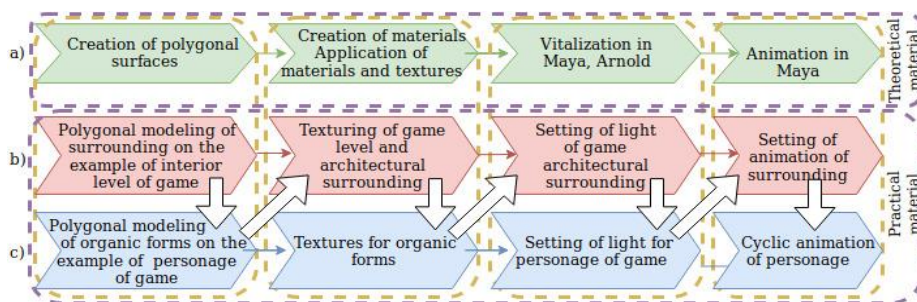 a)
Creation of polygonal
surfaces
Creation of materials
Application of
materials and textures
Vitalization in
Maya, Arnold
Animation in
Maya
Theoretical
material
b)
Polygonal modeling of
surrounding on the
example of interior
level of game
Texturing of game
level and
architectural
surrounding
Setting of light
of game
architectural
surrounding
Setting of
animation of
surrounding
Practical
material
c)
Polygonal modeling
of organic forms on the
example of personage
of game
Textures for organic
forms
Setting of light for
personage of game
Cyclic animation
of personage